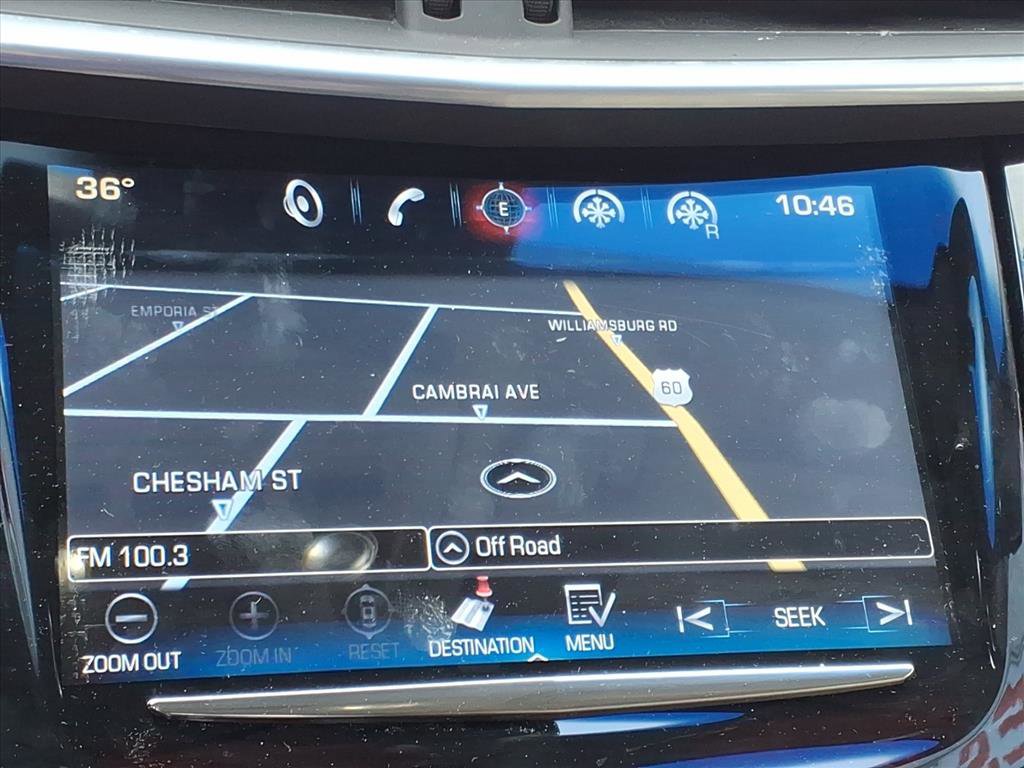 36°
E
R
10:46
EMPORIA ST
WILLIAMSBURG RD
60
CAMBRAI AVE
CHESHAM ST
FM 100.3
Off Road
ZOOM OUT
ZOOM IN
RESET
DESTINATION
MENU
SEEK